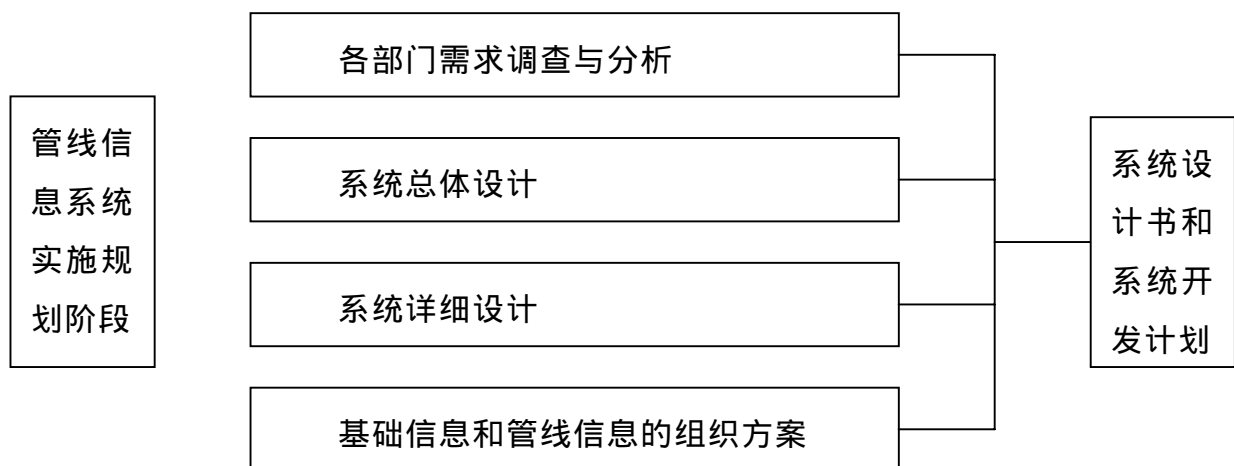 管线信
息系统
实施规
划阶段
各部门需求调查与分析
系统总体设计
系统详细设计
基础信息和管线信息的组织方案
系统设
计书和
系统开
发计划